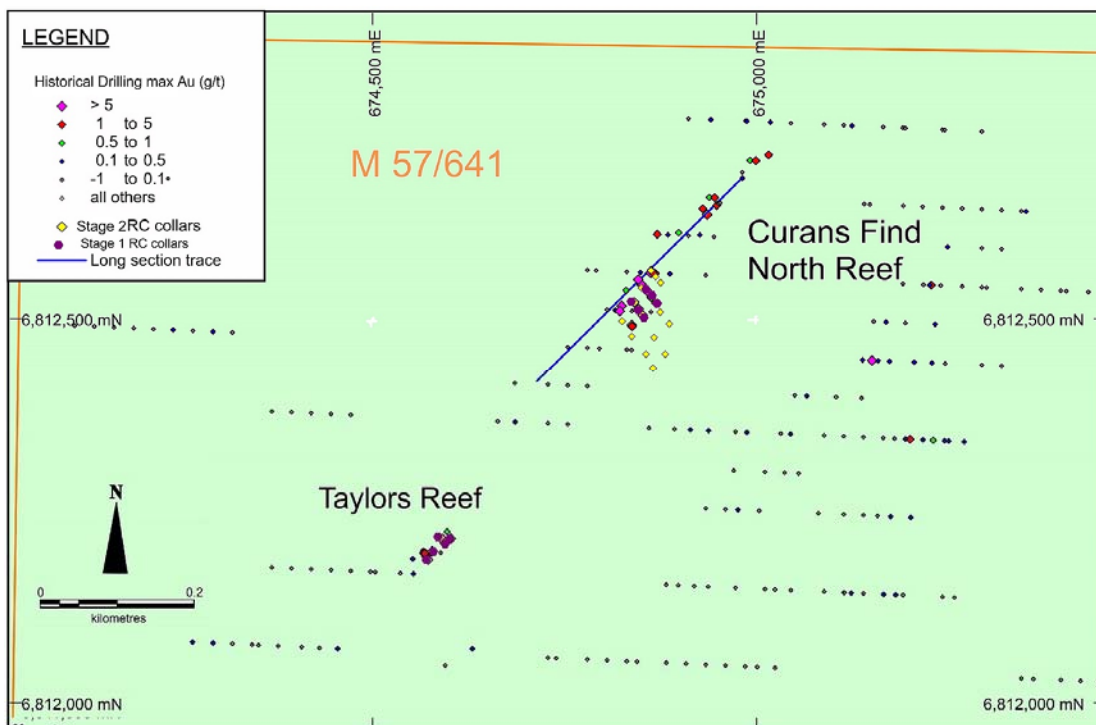 LEGEND
Historical Drilling max Au (g/t)
> 5
1 to 5
0.5 to 1
0.1 to 0.5
-1 to 0.1
all others
Stage 2RC collars
Stage 1 RC collars
Long section trace
674,500 mE
675,000 mE
M 57/641
Curans Find
North Reef
6,812,500 mN
6,812,500 mN
Taylors Reef
N
0
0.2
kilometres
6,812,000 mN
6,812,000 mN